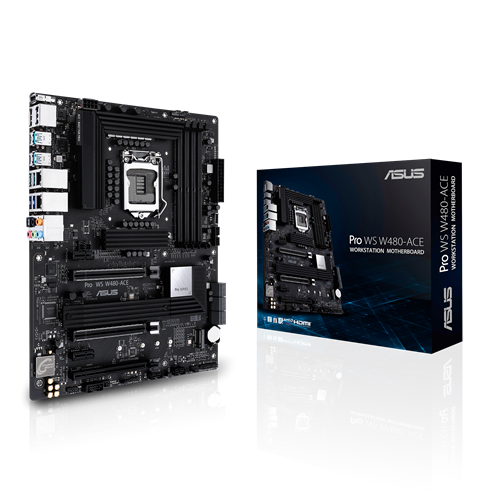 Pro WS W480-ACE
ASUS
ASUS
Pro WS W480-ACE
WORKSTATION MOTHERBOARD
HDMI
ASUS
Pro WS W480-ACE
WORKSTATION MOTHERBOARD